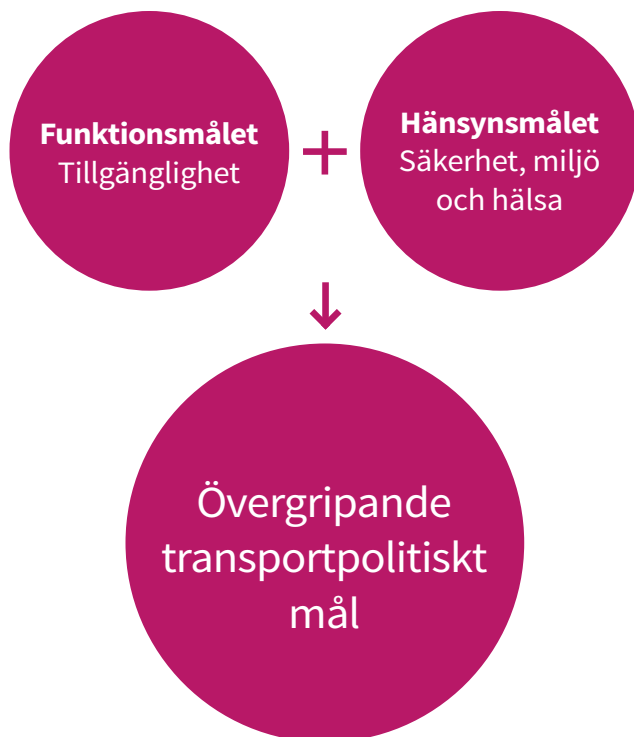 Funktionsmålet
Tillgänglighet
+
Hänsynsmålet
Säkerhet, miljö
och hälsa
Övergripande
transportpolitiskt
mål